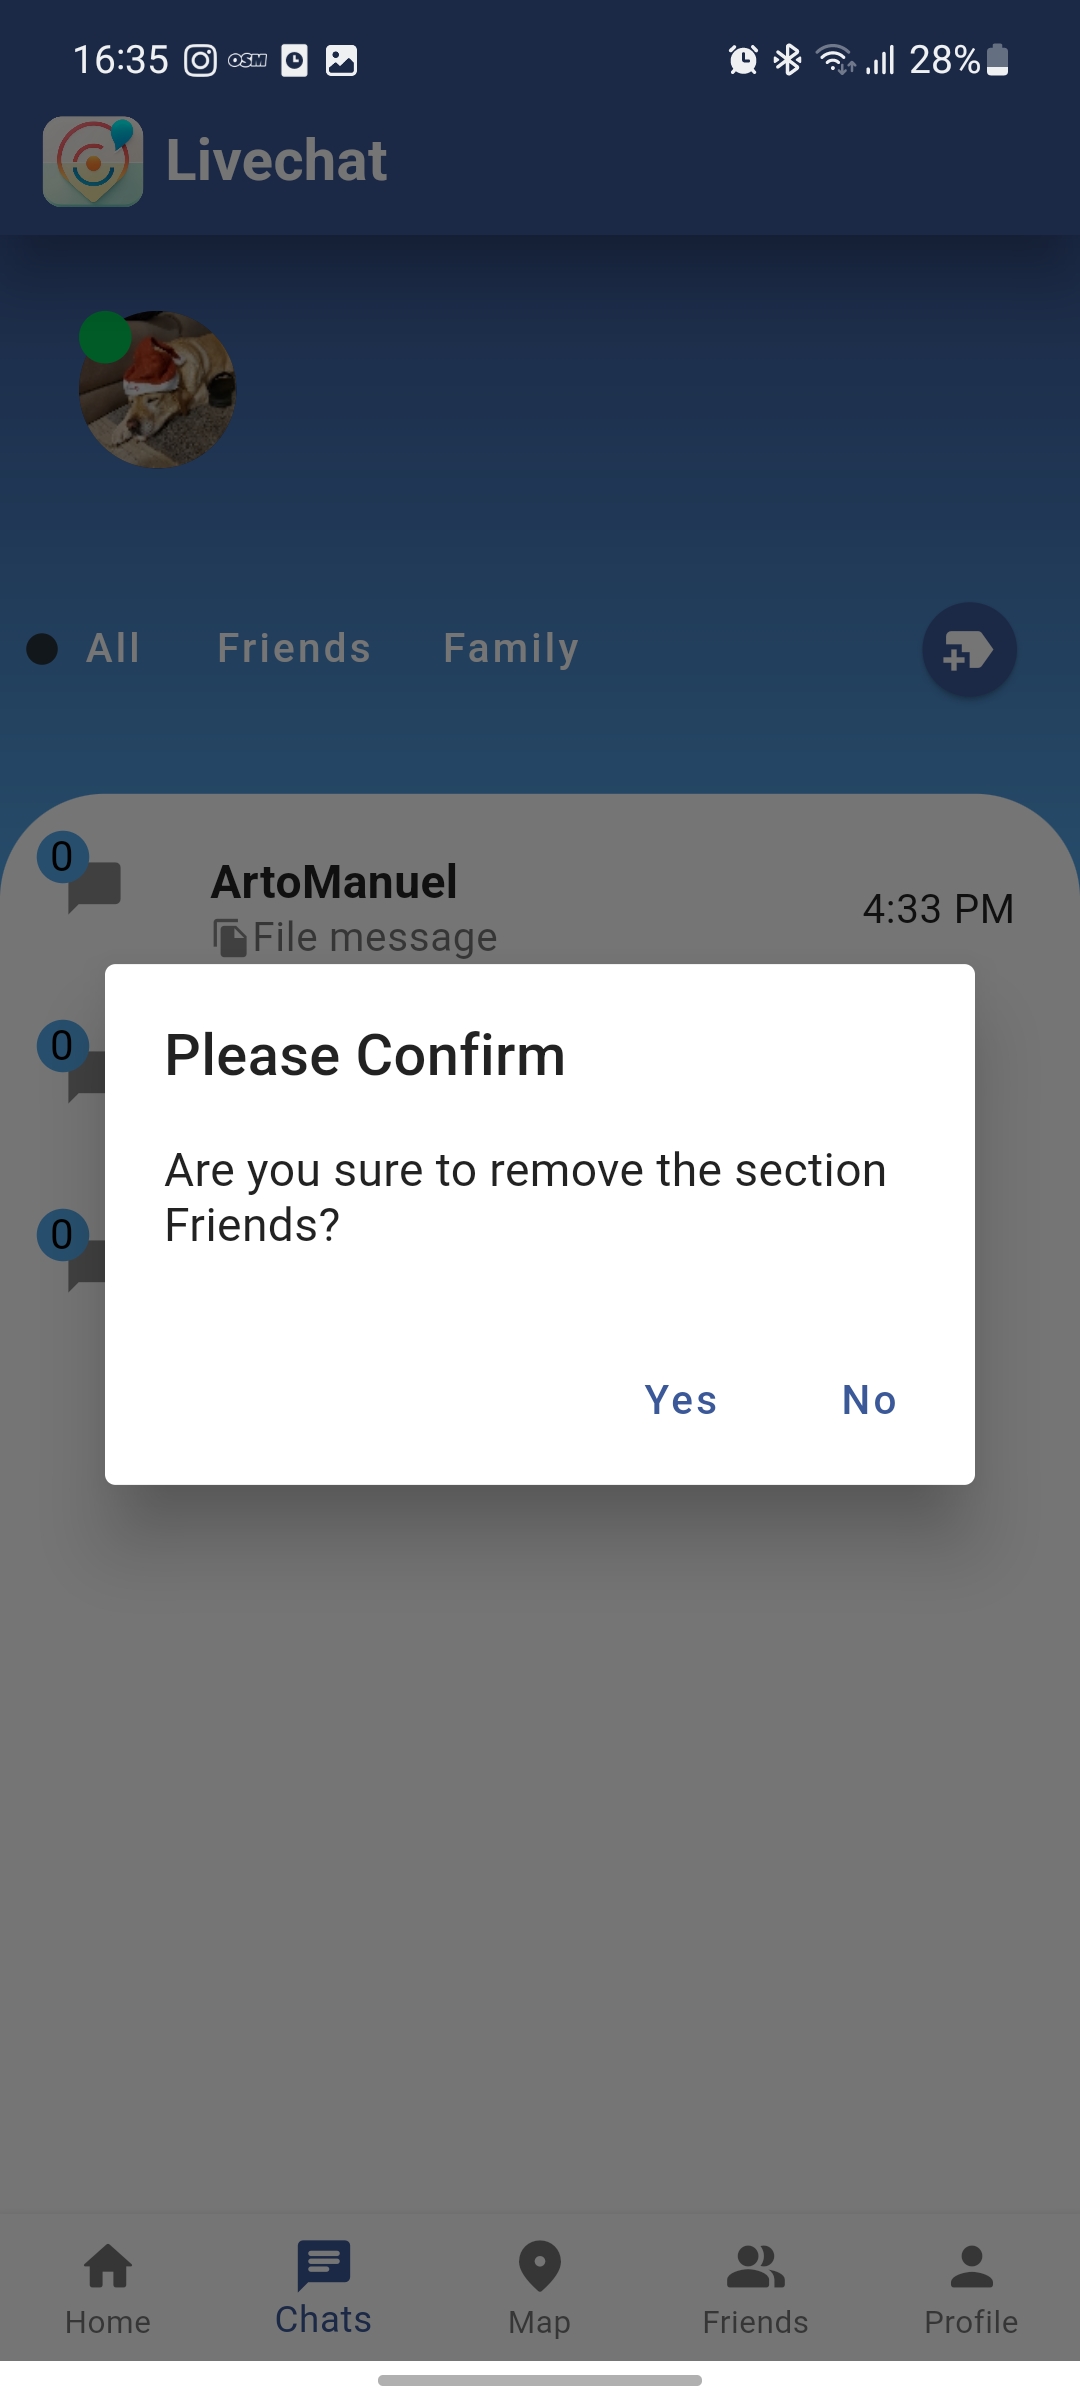 16:35 OSM 28%
Livechat
All Friends Family
0
ArtoManuel
File message
4:33 PM
0
0
Please Confirm
Are you sure to remove the section
Friends?
Yes No
Home Chats Map Friends Profile